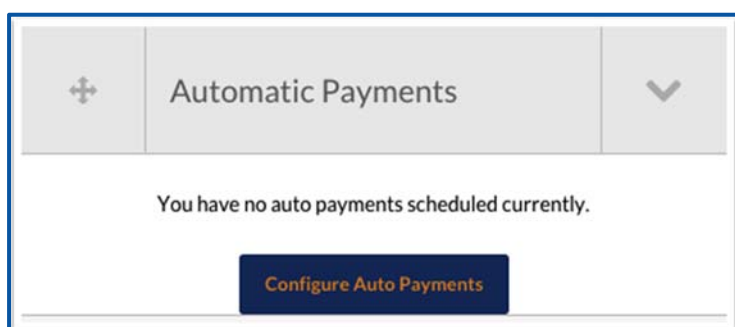 Automatic Payments
You have no auto payments scheduled currently.
Configure Auto Payments